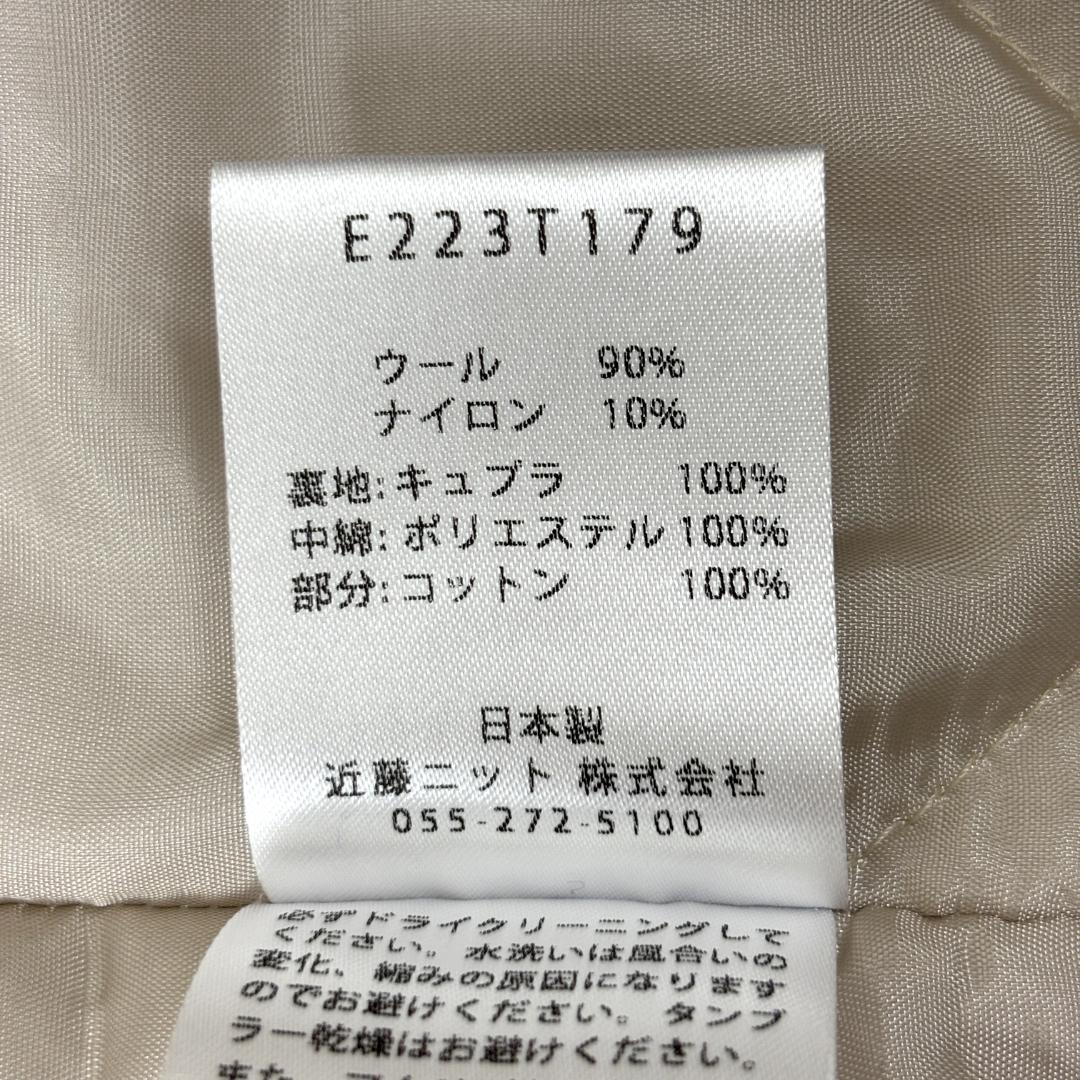 E223T179
ウール 90%
ナイロン 10%
裏地:キュプラ 100%
中綿:ポリエステル 100%
部分:コットン 100%
日本製
近藤ニット 株式会社
055-272-5100
必ずドライクリーニングして
ください。水洗いは風合いの
変化、縮みの原因になります
のでお避けください。タンブ
ラー乾燥はお避けください。
また、